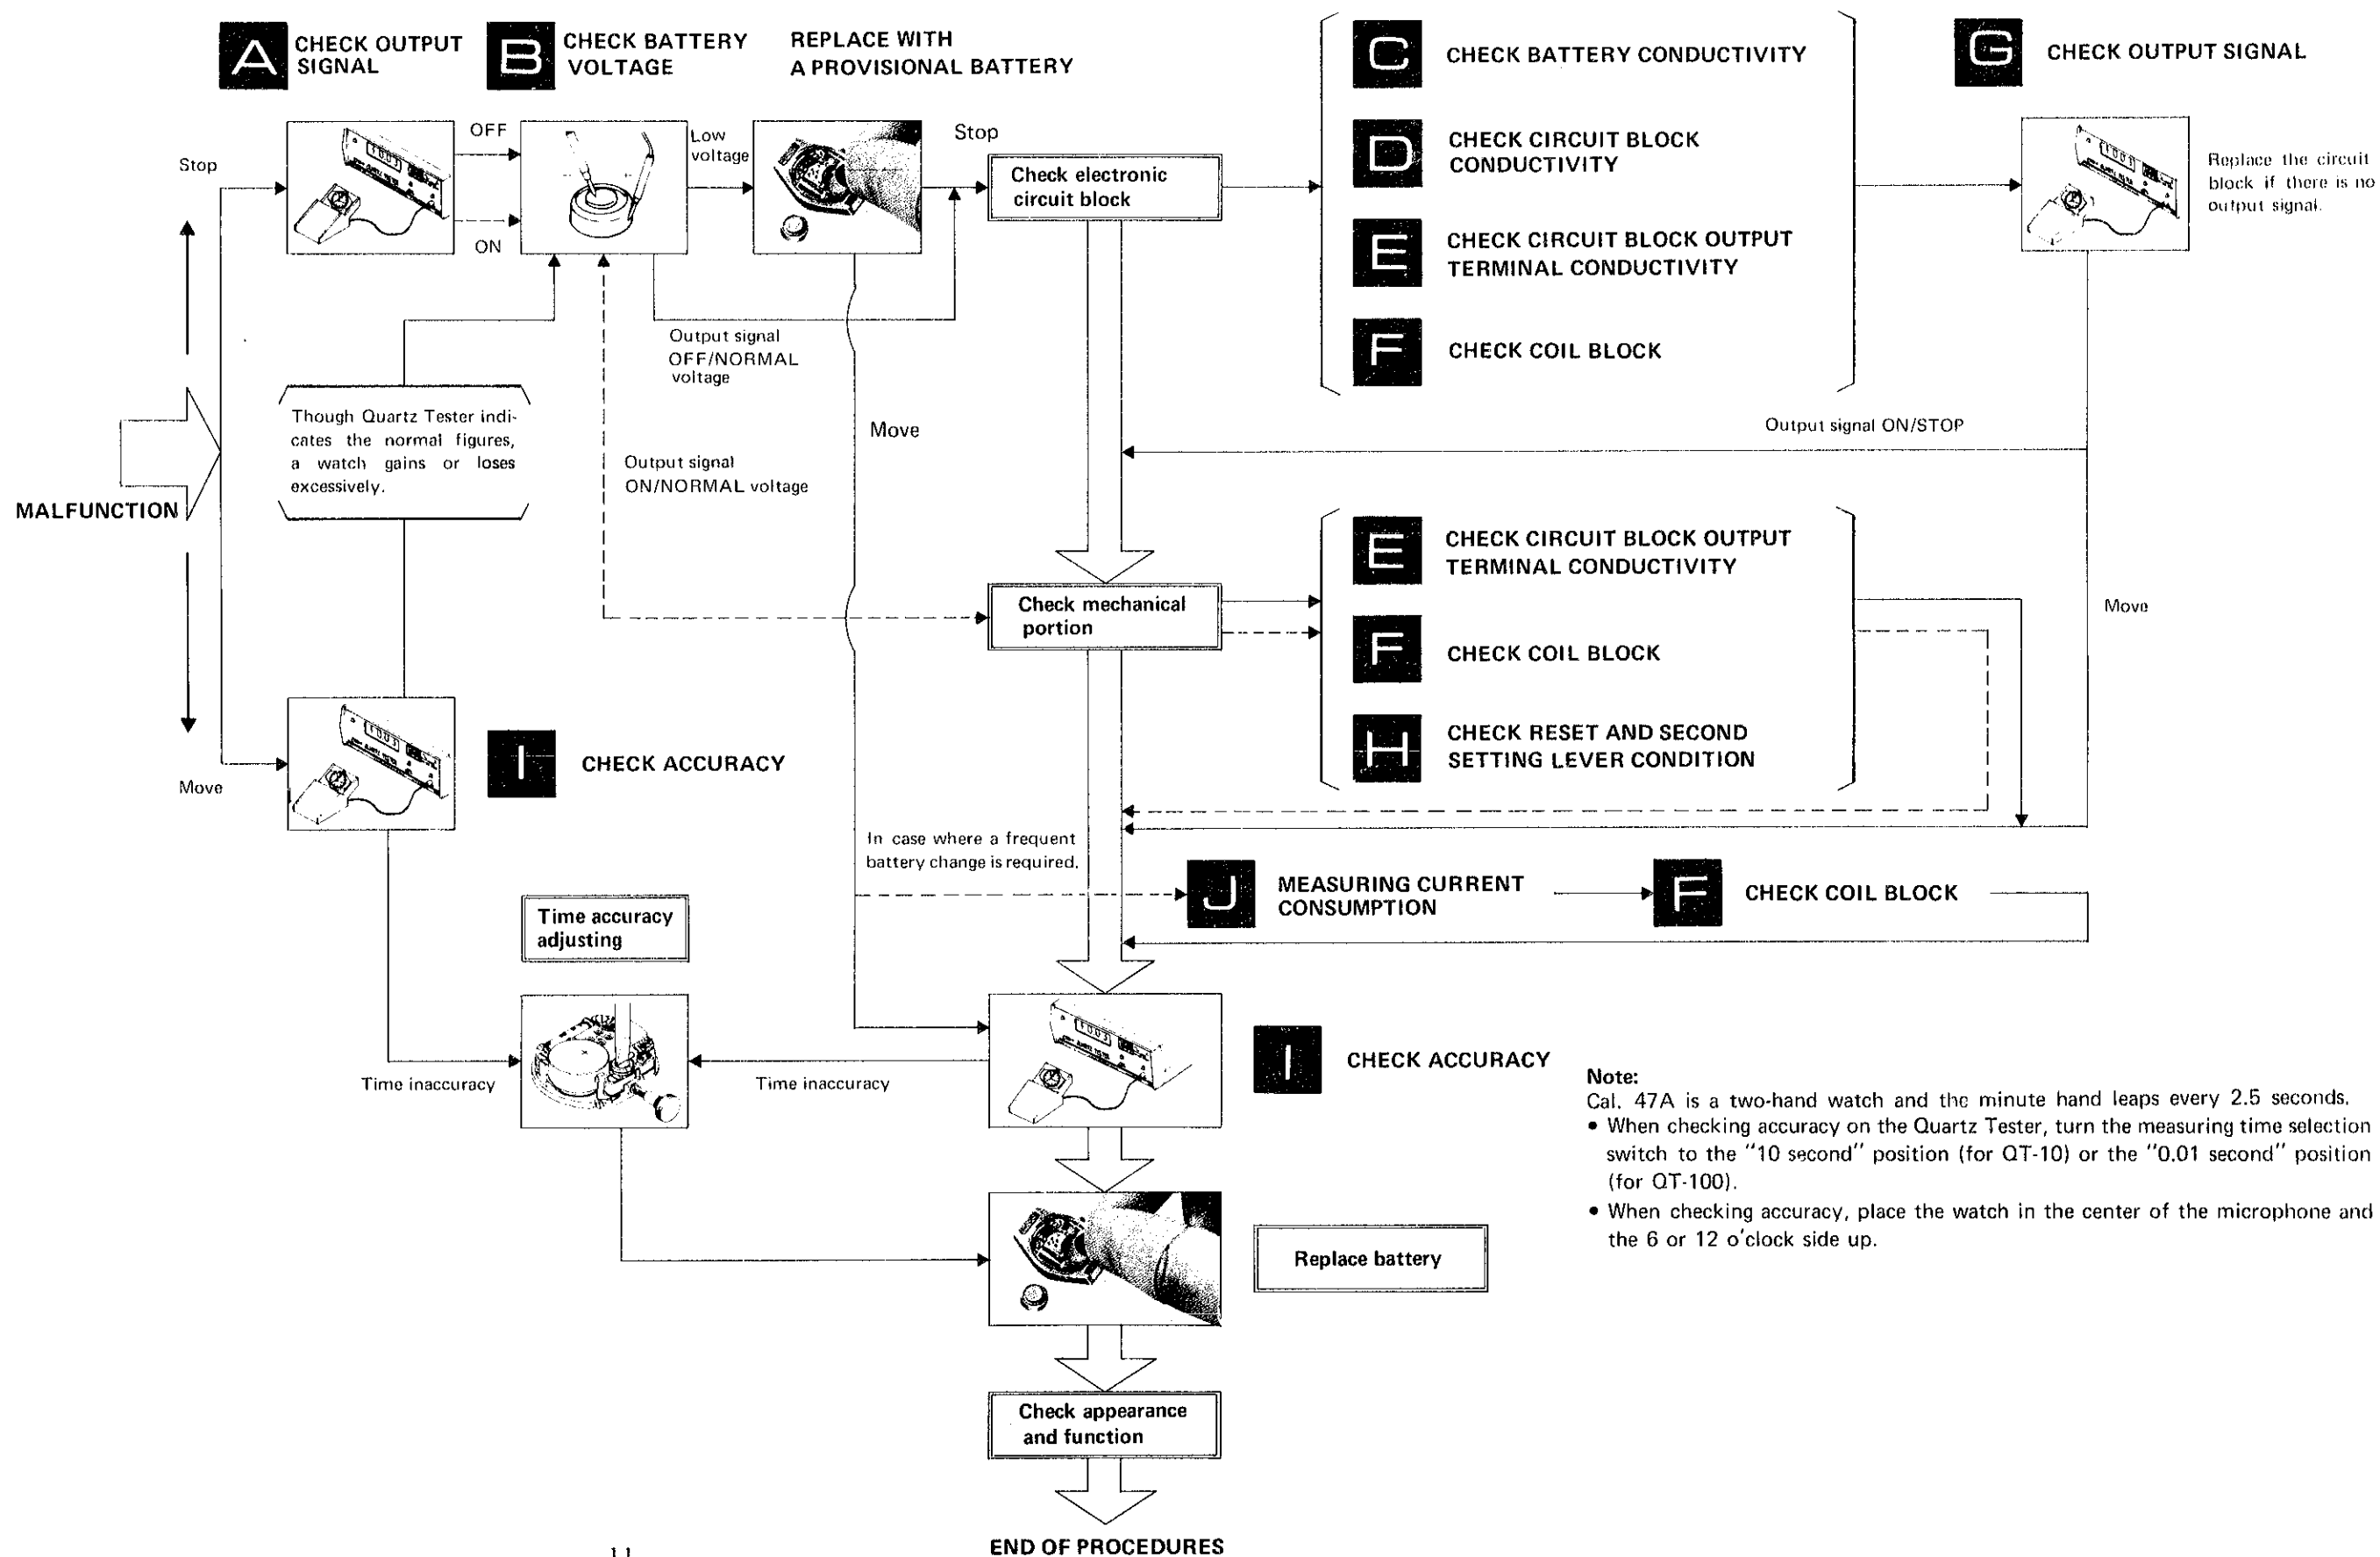 A CHECK OUTPUT
SIGNAL
B CHECK BATTERY
VOLTAGE
REPLACE WITH
A PROVISIONAL BATTERY
C CHECK BATTERY CONDUCTIVITY
D CHECK CIRCUIT BLOCK
CONDUCTIVITY
E CHECK CIRCUIT BLOCK OUTPUT
TERMINAL CONDUCTIVITY
F CHECK COIL BLOCK
G CHECK OUTPUT SIGNAL
Replace the circuit
block if there is no
output signal.
Stop
OFF
ON
Low
voltage
Stop
Check electronic
circuit block
Output signal
OFF/NORMAL
voltage
Though Quartz Tester indi-
cates the normal figures,
a watch gains or loses
excessively.
Move
Output signal ON/STOP
Output signal
ON/NORMAL voltage
MALFUNCTION
E CHECK CIRCUIT BLOCK OUTPUT
TERMINAL CONDUCTIVITY
Check mechanical
portion
Move
F CHECK COIL BLOCK
H CHECK RESET AND SECOND
SETTING LEVER CONDITION
I CHECK ACCURACY
Move
In case where a frequent
battery change is required.
J MEASURING CURRENT
CONSUMPTION
F CHECK COIL BLOCK
Time accuracy
adjusting
Time inaccuracy
Time inaccuracy
I CHECK ACCURACY
Note:
Cal. 47A is a two-hand watch and the minute hand leaps every 2.5 seconds.
• When checking accuracy on the Quartz Tester, turn the measuring time selection
switch to the "10 second" position (for QT-10) or the "0.01 second" position
(for QT-100).
• When checking accuracy, place the watch in the center of the microphone and
the 6 or 12 o'clock side up.
Replace battery
Check appearance
and function
END OF PROCEDURES
11